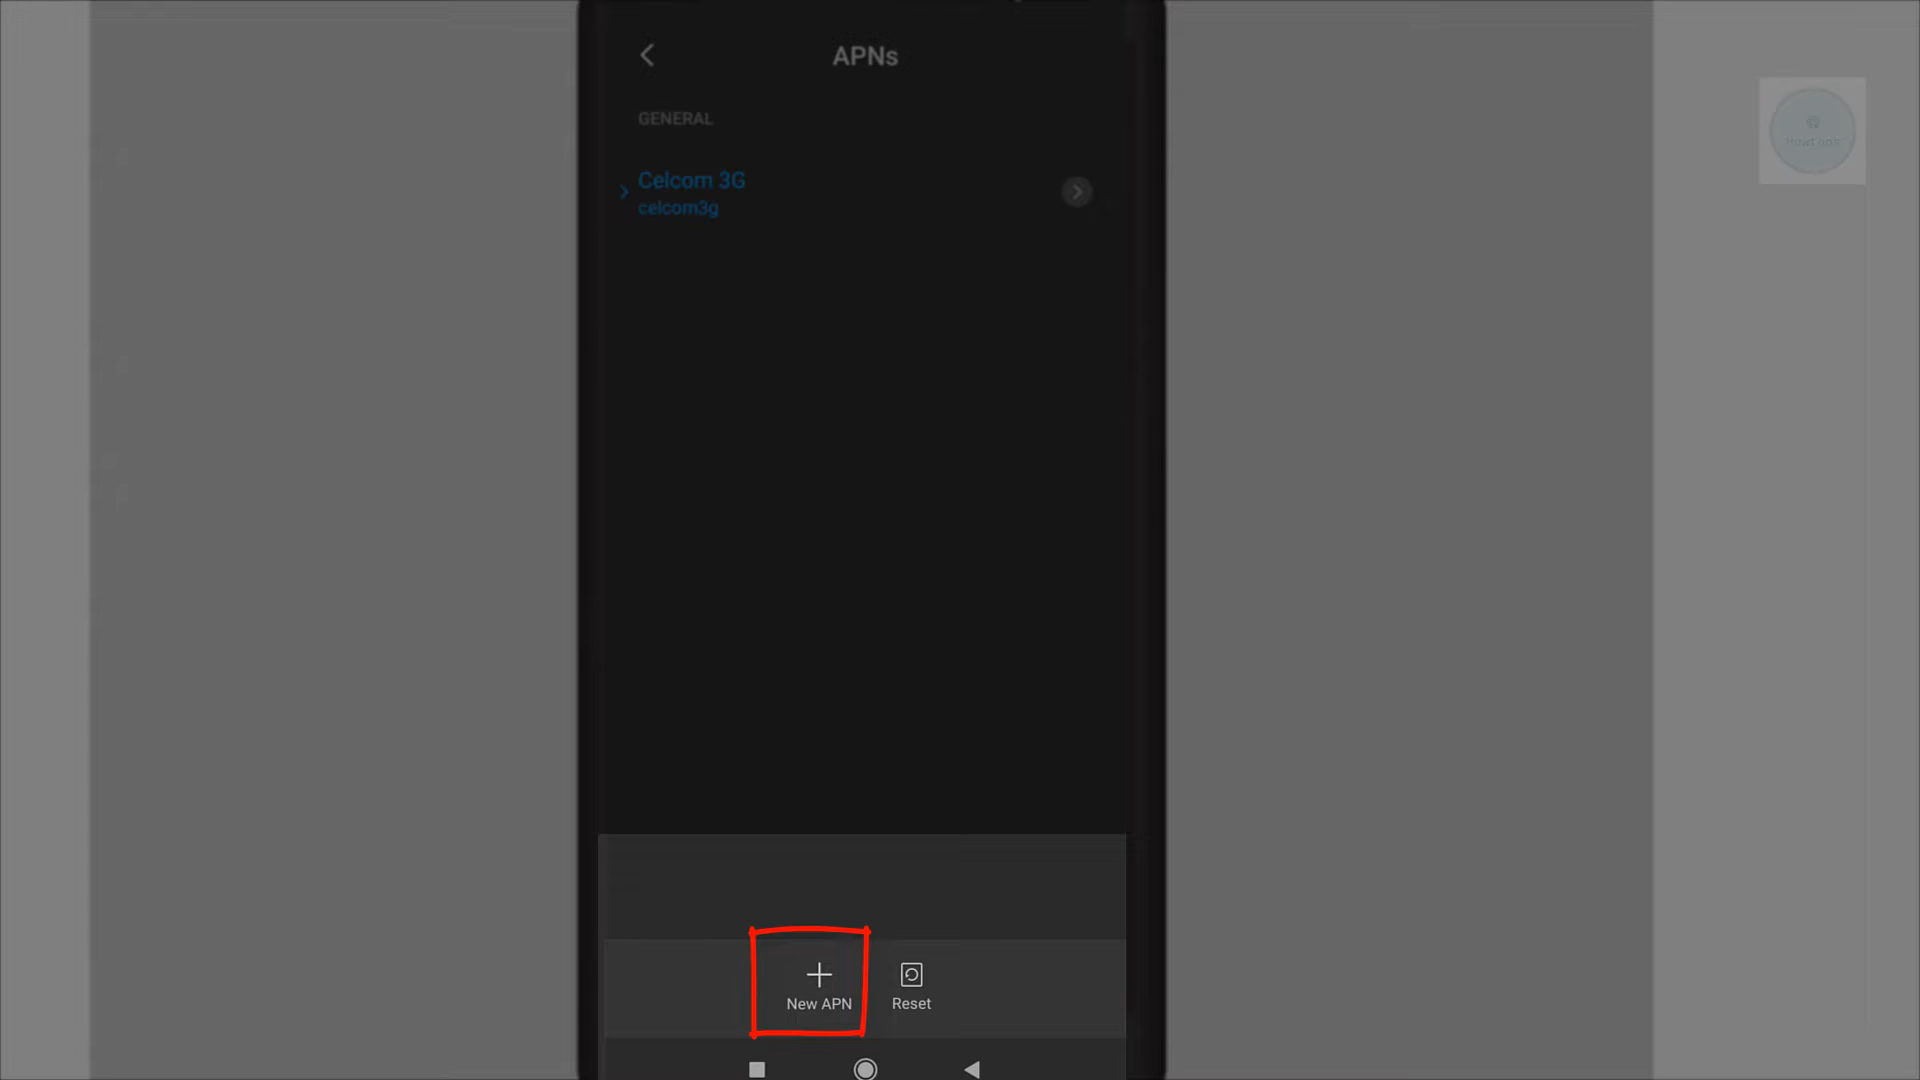 APNs
GENERAL
Celcom 3G
celcom3g
New APN
Reset